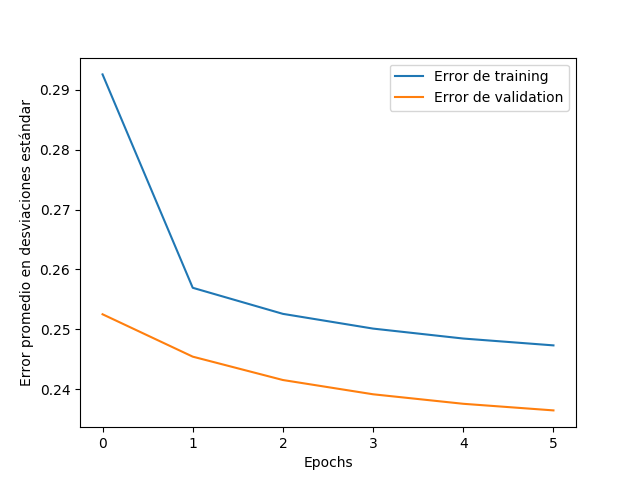 Error de training
Error de validation
Error promedio en desviaciones estándar
0.29
0.28
0.27
0.26
0.25
0.24
0 1 2 3 4 5
Epochs